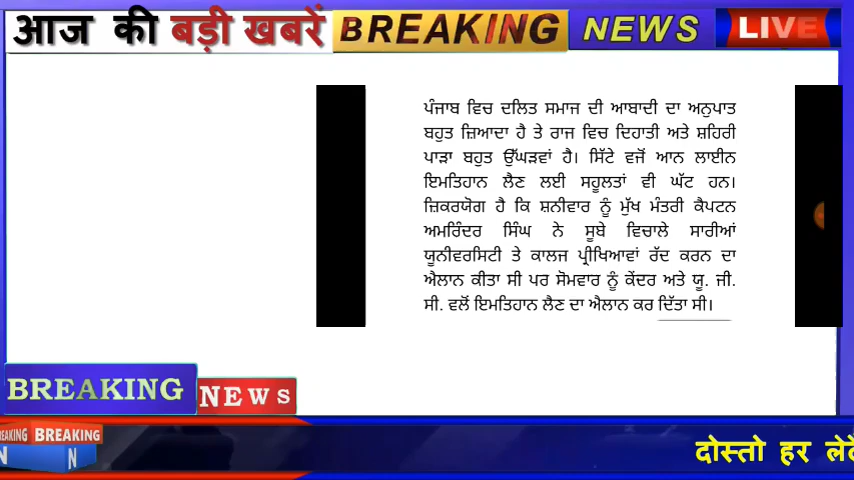 आज की बड़ी खबरें BREAKING NEWS LIVE
ਪੰਜਾਬ ਵਿਚ ਦਲਿਤ ਸਮਾਜ ਦੀ ਆਬਾਦੀ ਦਾ ਅਨੁਪਾਤ
ਬਹੁਤ ਜ਼ਿਆਦਾ ਹੈ ਤੇ ਰਾਜ ਵਿਚ ਦਿਹਾਤੀ ਅਤੇ ਸ਼ਹਿਰੀ
ਪਾੜਾ ਬਹੁਤ ਉੱਘੜਵਾਂ ਹੈ। ਸਿੱਟੇ ਵਜੋਂ ਆਨ ਲਾਈਨ
ਇਮਤਿਹਾਨ ਲੈਣ ਲਈ ਸਹੂਲਤਾਂ ਵੀ ਘੱਟ ਹਨ।
ਜ਼ਿਕਰਯੋਗ ਹੈ ਕਿ ਸ਼ਨੀਵਾਰ ਨੂੰ ਮੁੱਖ ਮੰਤਰੀ ਕੈਪਟਨ
ਅਮਰਿੰਦਰ ਸਿੰਘ ਨੇ ਸੂਬੇ ਵਿਚਾਲੇ ਸਾਰੀਆਂ
ਯੂਨੀਵਰਸਿਟੀ ਤੇ ਕਾਲਜ ਪ੍ਰੀਖਿਆਵਾਂ ਰੱਦ ਕਰਨ ਦਾ
ਐਲਾਨ ਕੀਤਾ ਸੀ ਪਰ ਸੋਮਵਾਰ ਨੂੰ ਕੇਂਦਰ ਅਤੇ ਯੂ. ਜੀ.
ਸੀ. ਵਲੋਂ ਇਮਤਿਹਾਨ ਲੈਣ ਦਾ ਐਲਾਨ ਕਰ ਦਿੱਤਾ ਸੀ।
BREAKING NEWS
BREAKING
N
दोस्तो हर